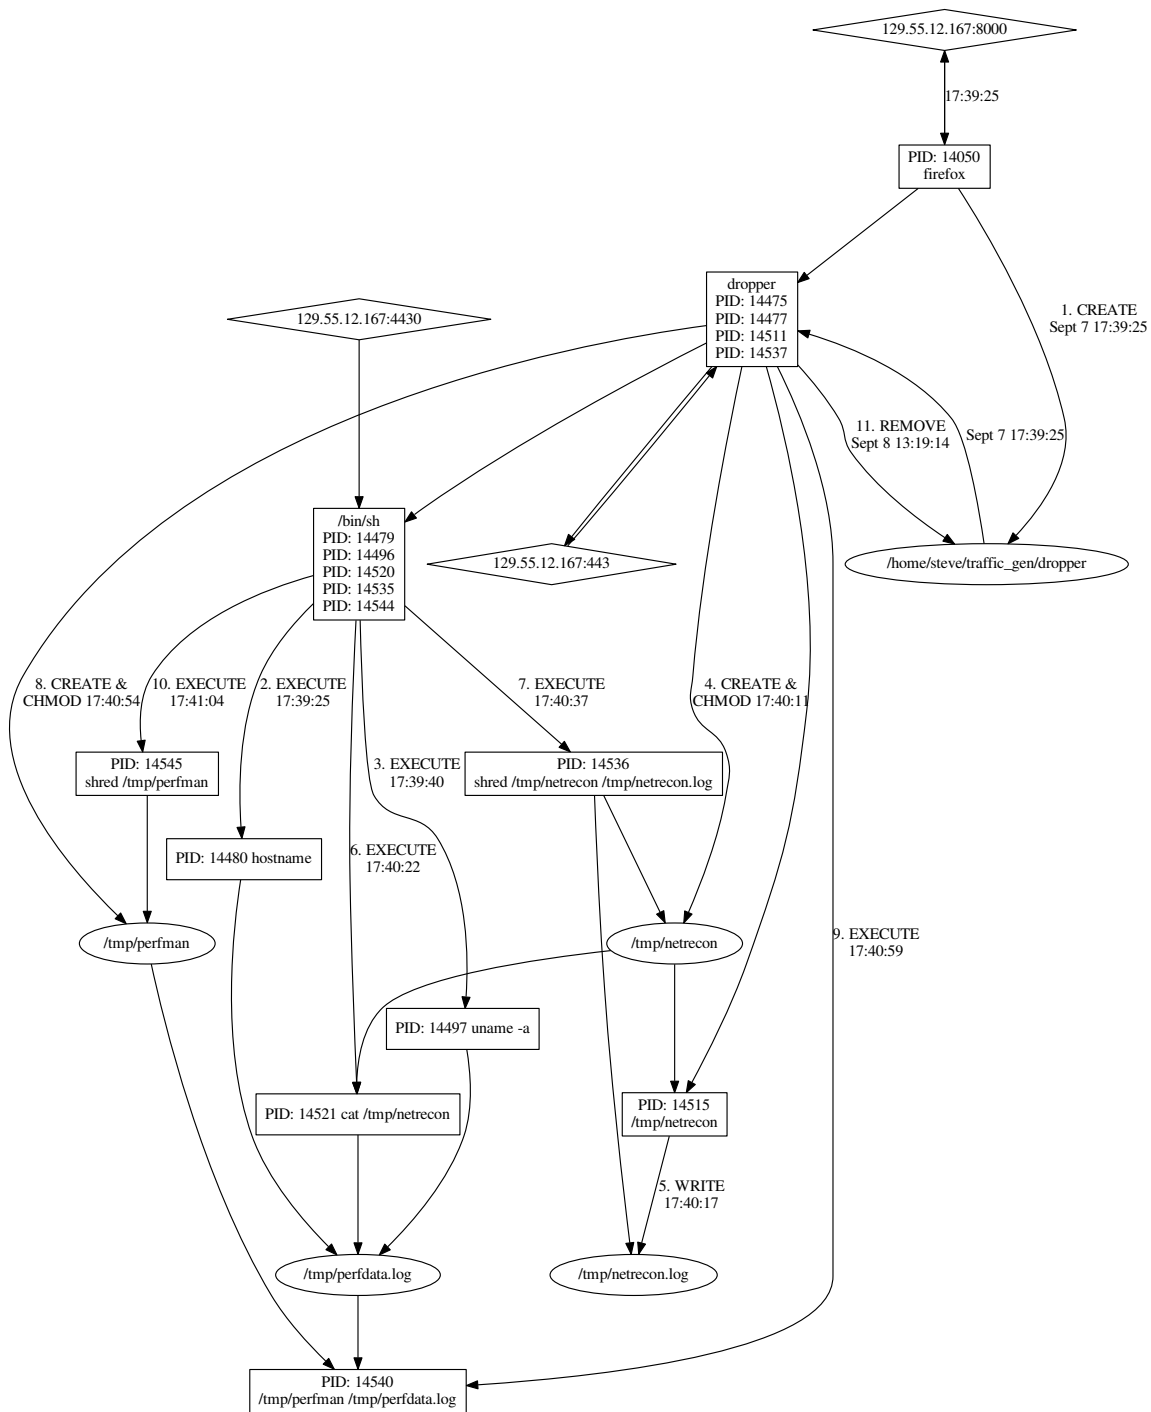 129.55.12.167:8000
17:39:25
PID: 14050
firefox
dropper
PID: 14475
PID: 14477
PID: 14511
PID: 14537
1. CREATE
Sept 7 17:39:25
129.55.12.167:4430
11. REMOVE
Sept 8 13:19:14
Sept 7 17:39:25
/bin/sh
PID: 14479
PID: 14496
PID: 14520
PID: 14535
PID: 14544
129.55.12.167:443
/home/steve/traffic_gen/dropper
8. CREATE &
CHMOD 17:40:54
10. EXECUTE
17:41:04
2. EXECUTE
17:39:25
7. EXECUTE
17:40:37
4. CREATE &
CHMOD 17:40:11
PID: 14545
shred /tmp/perfman
3. EXECUTE
17:39:40
PID: 14536
shred /tmp/netrecon /tmp/netrecon.log
PID: 14480 hostname
6. EXECUTE
17:40:22
/tmp/perfman
/tmp/netrecon
9. EXECUTE
17:40:59
PID: 14497 uname -a
PID: 14521 cat /tmp/netrecon
PID: 14515
/tmp/netrecon
5. WRITE
17:40:17
/tmp/perfdata.log
/tmp/netrecon.log
PID: 14540
/tmp/perfman /tmp/perfdata.log